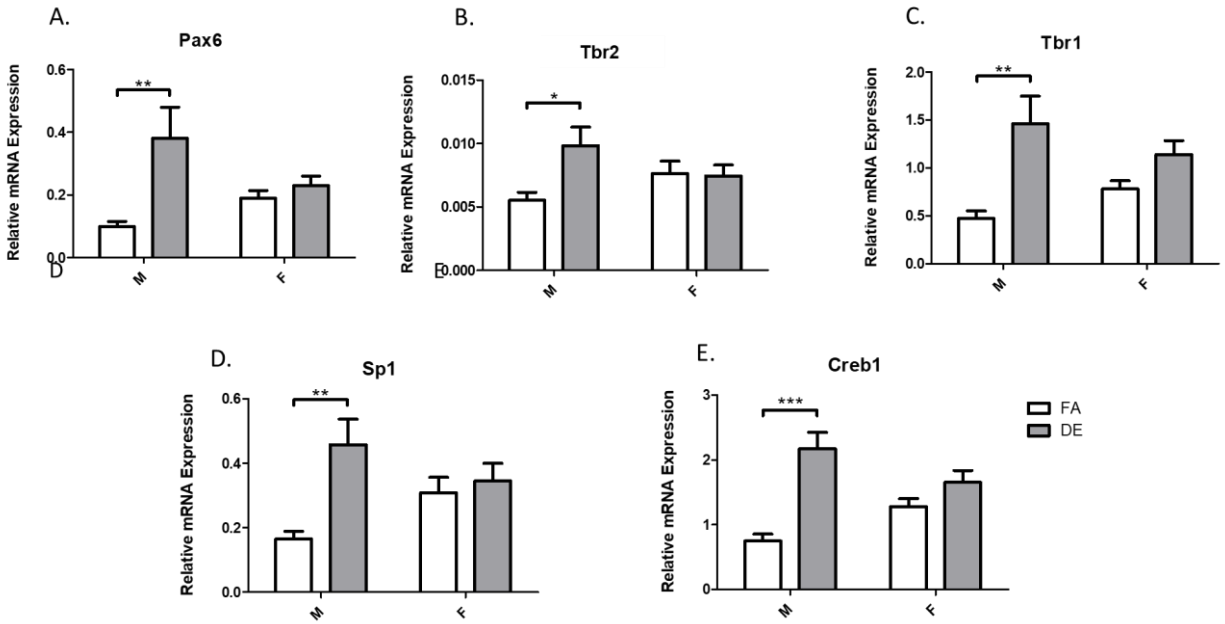 A.
Pax6
Relative mRNA Expression
0.6
0.4
0.2
0.0
**
M
F
D
B.
Tbr2
Relative mRNA Expression
0.015
0.010
0.005
0.000
*
M
F
E
C.
Tbr1
Relative mRNA Expression
2.0
1.5
1.0
0.5
0.0
**
M
F
D.
Sp1
Relative mRNA Expression
0.6
0.4
0.2
0.0
**
M
F
E.
Creb1
Relative mRNA Expression
3
2
1
0
***
M
F
FA
DE